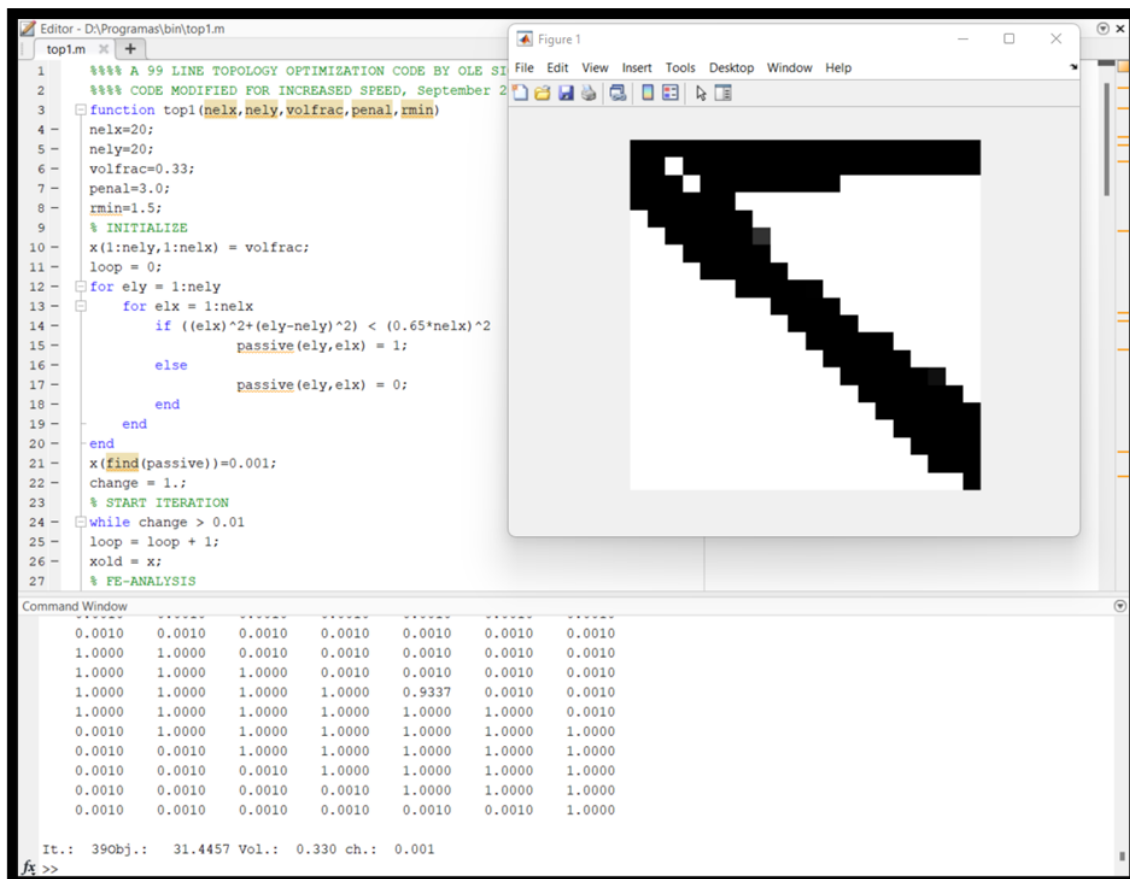 Editor - D:\Programas\bin\top1.m
top1.m
1 %%%% A 99 LINE TOPOLOGY OPTIMIZATION CODE BY OLE SI
2 %%%% CODE MODIFIED FOR INCREASED SPEED, September 2
3 function top1(nelx,nely,volfrac,penal,rmin)
4 - nelx=20;
5 - nely=20;
6 - volfrac=0.33;
7 - penal=3.0;
8 - rmin=1.5;
9 % INITIALIZE
10 - x(1:nely,1:nelx) = volfrac;
11 - loop = 0;
12 - for ely = 1:nely
13 - for elx = 1:nelx
14 - if ((elx)^2+(ely-nely)^2) < (0.65*nelx)^2
15 - passive(ely,elx) = 1;
16 - else
17 - passive(ely,elx) = 0;
18 - end
19 - end
20 - end
21 - x(find(passive))=0.001;
22 - change = 1.;
23 % START ITERATION
24 - while change > 0.01
25 - loop = loop + 1;
26 - xold = x;
27 % FE-ANALYSIS
Figure 1
File Edit View Insert Tools Desktop Window Help
Command Window
0.0010 0.0010 0.0010 0.0010 0.0010 0.0010 0.0010
1.0000 1.0000 0.0010 0.0010 0.0010 0.0010 0.0010
1.0000 1.0000 1.0000 0.0010 0.0010 0.0010 0.0010
1.0000 1.0000 1.0000 1.0000 0.9337 0.0010 0.0010
1.0000 1.0000 1.0000 1.0000 1.0000 1.0000 0.0010
0.0010 1.0000 1.0000 1.0000 1.0000 1.0000 1.0000
0.0010 0.0010 1.0000 1.0000 1.0000 1.0000 1.0000
0.0010 0.0010 0.0010 1.0000 1.0000 1.0000 1.0000
0.0010 0.0010 0.0010 0.0010 1.0000 1.0000 1.0000
0.0010 0.0010 0.0010 0.0010 0.0010 0.0010 1.0000
It.: 39Obj.: 31.4457 Vol.: 0.330 ch.: 0.001
fx >>